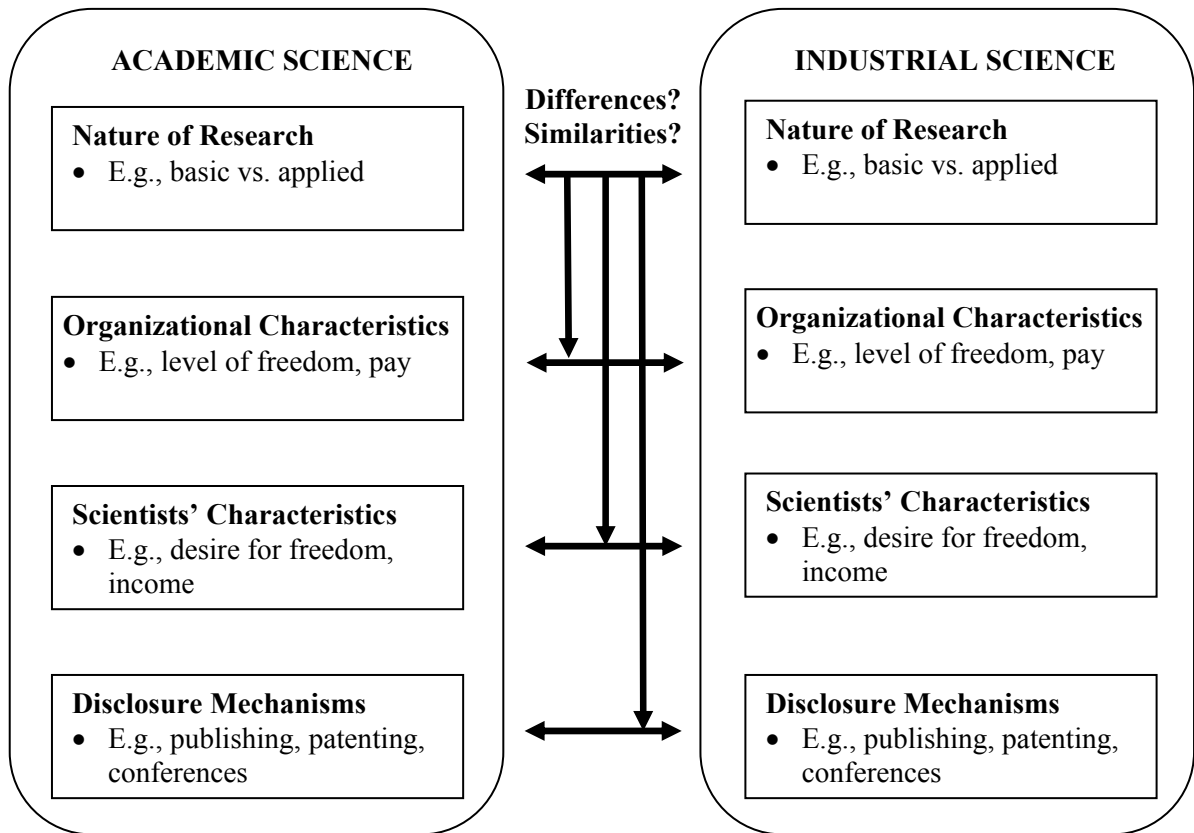 ACADEMIC SCIENCE
Nature of Research
• E.g., basic vs. applied
Organizational Characteristics
• E.g., level of freedom, pay
Scientists’ Characteristics
• E.g., desire for freedom,
income
Disclosure Mechanisms
• E.g., publishing, patenting,
conferences
Differences?
Similarities?
INDUSTRIAL SCIENCE
Nature of Research
• E.g., basic vs. applied
Organizational Characteristics
• E.g., level of freedom, pay
Scientists’ Characteristics
• E.g., desire for freedom,
income
Disclosure Mechanisms
• E.g., publishing, patenting,
conferences